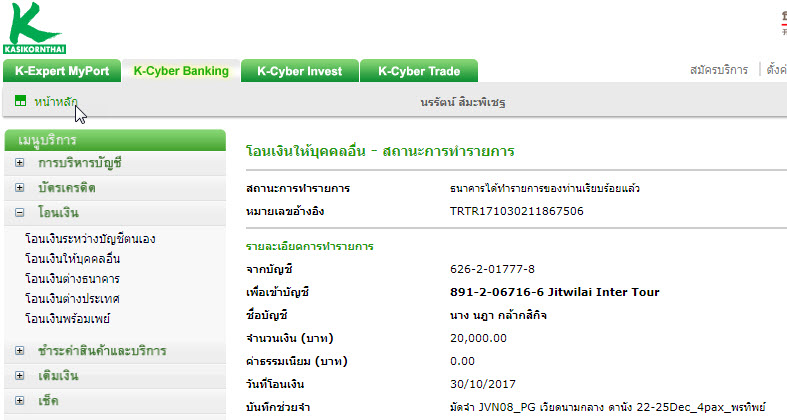 KASIKORNTHAI
K-Expert MyPort
K-Cyber Banking
K-Cyber Invest
K-Cyber Trade
สมัครบริการ
หน้าหลัก
นรรัตน์ สิมะพิเชฐ
เมนูบริการ
การบริหารบัญชี
บัตรเครดิต
โอนเงิน
โอนเงินระหว่างบัญชีตนเอง
โอนเงินให้บุคคลอื่น
โอนเงินต่างธนาคาร
โอนเงินต่างประเทศ
โอนเงินพร้อมเพย์
ชำระค่าสินค้าและบริการ
เติมเงิน
เช็ค
โอนเงินให้บุคคลอื่น - สถานะการทำรายการ
สถานะการทำรายการ ธนาคารได้ทำรายการของท่านเรียบร้อยแล้ว
หมายเลขอ้างอิง TRTR171030211867506
รายละเอียดการทำรายการ
จากบัญชี 626-2-01777-8
เพื่อเข้าบัญชี 891-2-06716-6 Jitwilai Inter Tour
ชื่อบัญชี นาง นฎา กล้ากสิกิจ
จำนวนเงิน (บาท) 20,000.00
ค่าธรรมเนียม (บาท) 0.00
วันที่โอนเงิน 30/10/2017
บันทึกช่วยจำ มัดจำ JVN08_PG เวียดนามกลาง ดานัง 22-25Dec_4pax_พรทิพย์